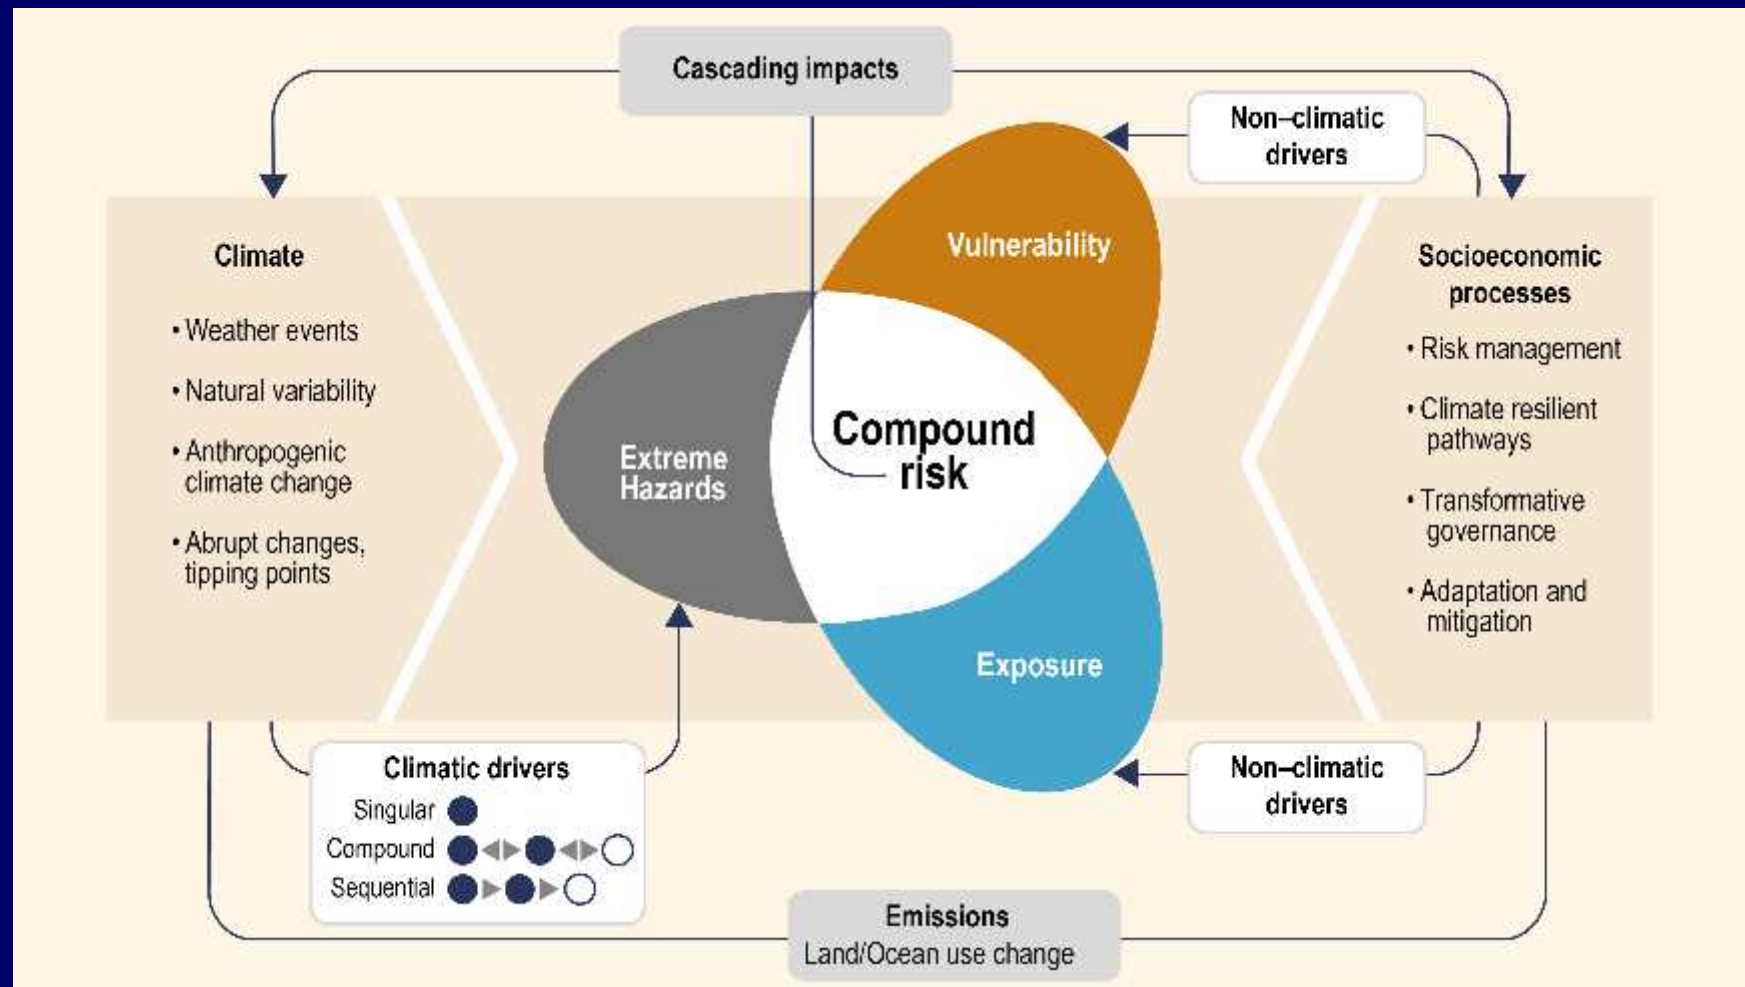 Cascading impacts
Non–climatic
drivers
Climate
• Weather events
• Natural variability
• Anthropogenic
climate change
• Abrupt changes,
tipping points
Vulnerability
Extreme
Hazards
Compound
risk
Exposure
Socioeconomic
processes
• Risk management
• Climate resilient
pathways
• Transformative
governance
• Adaptation and
mitigation
Climatic drivers
Singular
Compound
Sequential
Non–climatic
drivers
Emissions
Land/Ocean use change